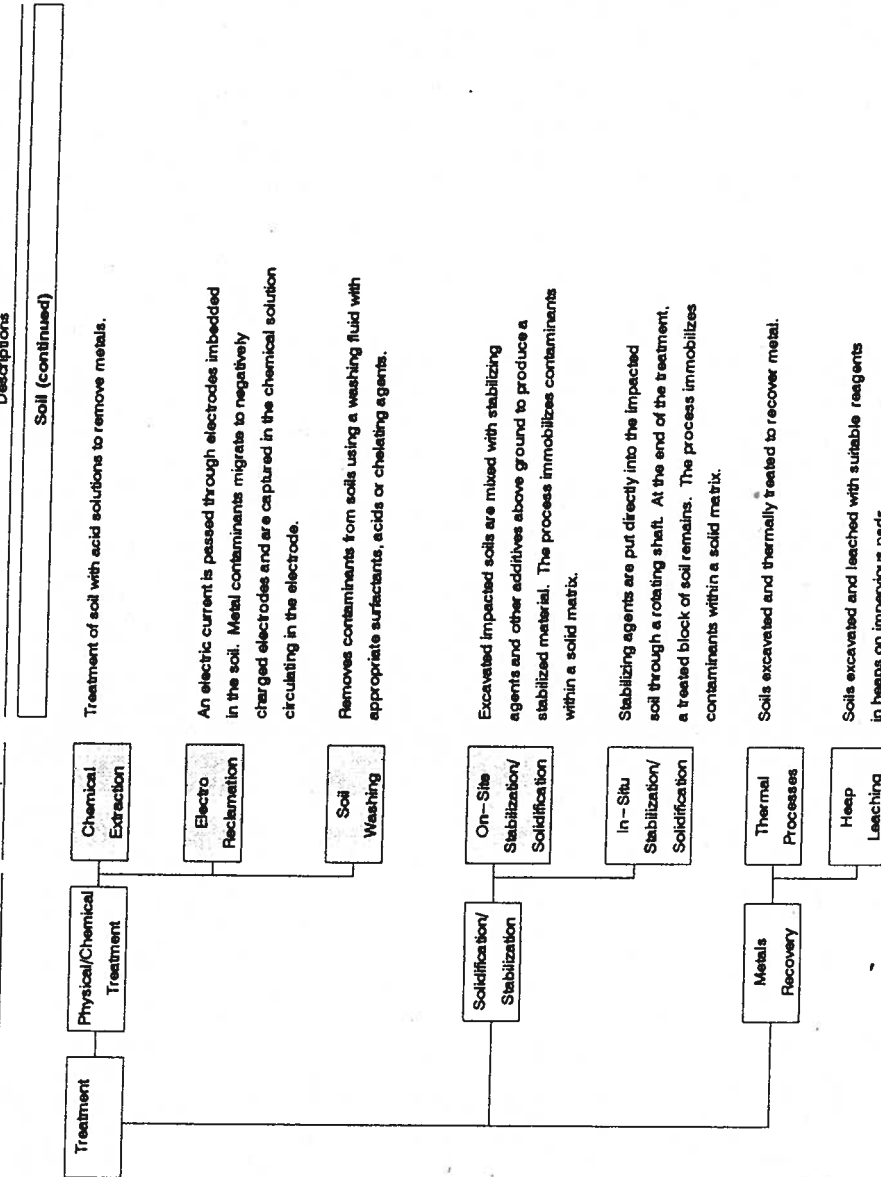 Descriptions
Soil (continued)
Treatment
Physical/Chemical
Treatment
Chemical
Extraction
Treatment of soil with acid solutions to remove metals.
Electro
Reclamation
An electric current is passed through electrodes imbedded
in the soil. Metal contaminants migrate to negatively
charged electrodes and are captured in the chemical solution
circulating in the electrode.
Soil
Washing
Removes contaminants from soils using a washing fluid with
appropriate surfactants, acids or chelating agents.
Solidification/
Stabilization
On-Site
Stabilization/
Solidification
Excavated impacted soils are mixed with stabilizing
agents and other additives above ground to produce a
stabilized material. The process immobilizes contaminants
within a solid matrix.
In-Situ
Stabilization/
Solidification
Stabilizing agents are put directly into the impacted
soil through a rotating shaft. At the end of the treatment,
a treated block of soil remains. The process immobilizes
contaminants within a solid matrix.
Metals
Recovery
Thermal
Processes
Soils excavated and thermally treated to recover metal.
Heap
Leaching
Soils excavated and leached with suitable reagents
in heaps on impervious pads